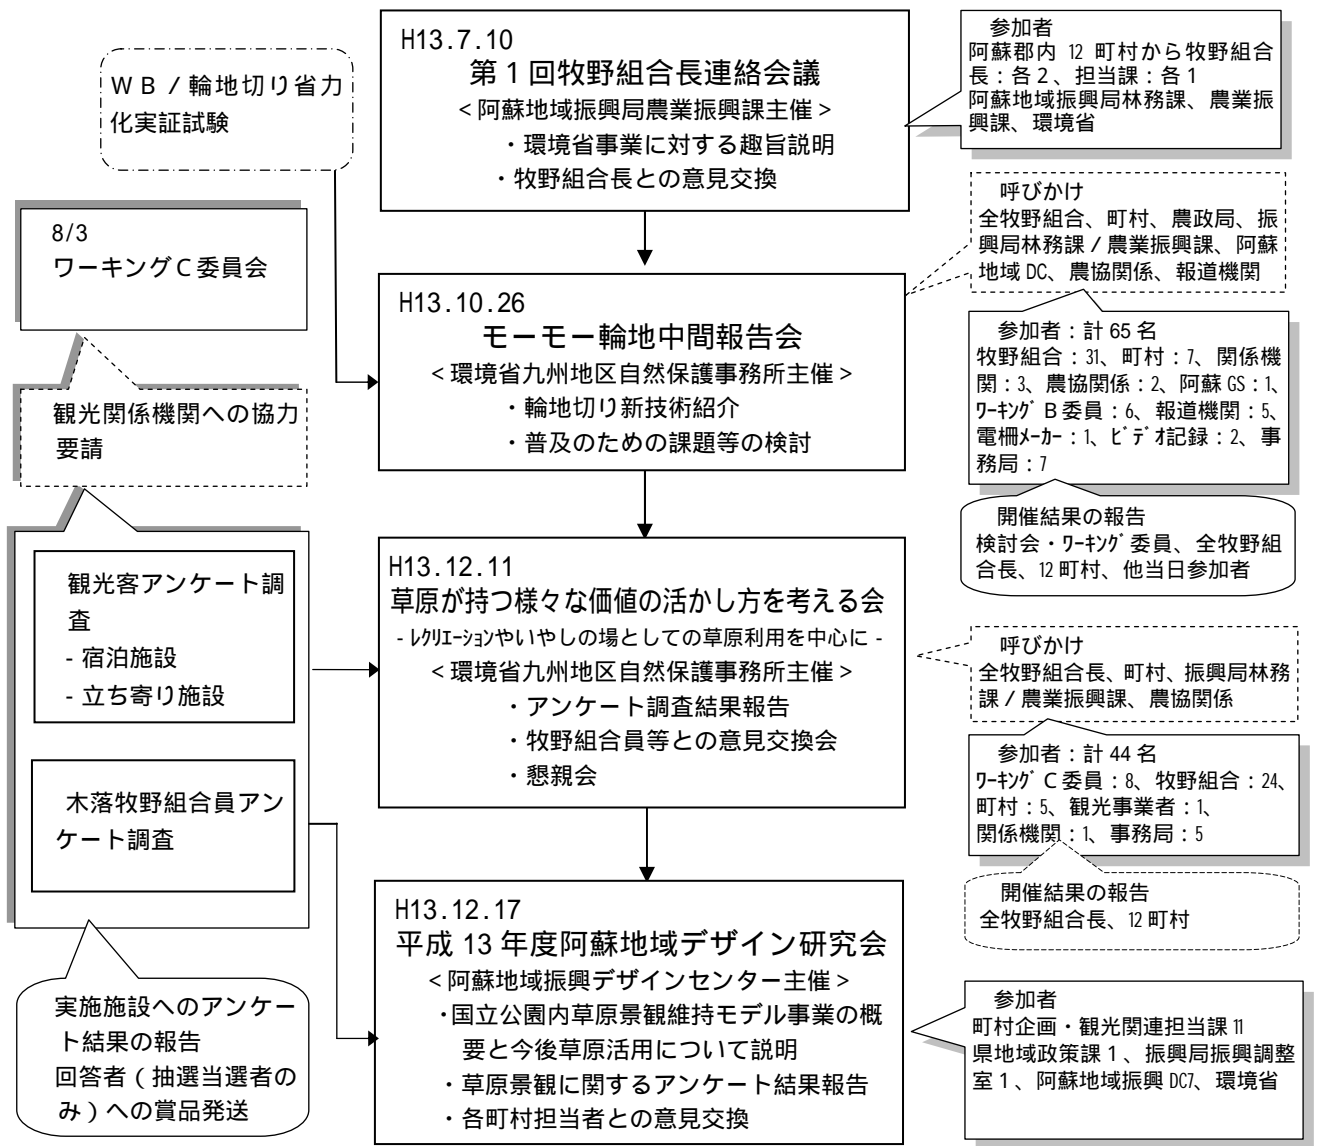 WB/輪地切り省力
化実証試験
8/3
ワーキングC委員会
観光関係機関への協力
要請
観光客アンケート調
査
- 宿泊施設
- 立ち寄り施設
木落牧野組合員アン
ケート調査
実施施設へのアンケー
ト結果の報告
回答者(抽選当選者の
み)への賞品発送
H13.7.10
第1回牧野組合長連絡会議
<阿蘇地域振興局農業振興課主催>
・環境省事業に対する趣旨説明
・牧野組合長との意見交換
H13.10.26
モーモー輪地中間報告会
<環境省九州地区自然保護事務所主催>
・輪地切り新技術紹介
・普及のための課題等の検討
H13.12.11
草原が持つ様々な価値の活かし方を考える会
- レクリエーションやいやしの場としての草原利用を中心に -
<環境省九州地区自然保護事務所主催>
・アンケート調査結果報告
・牧野組合員等との意見交換会
・懇親会
H13.12.17
平成13年度阿蘇地域デザイン研究会
<阿蘇地域振興デザインセンター主催>
・国立公園内草原景観維持モデル事業の概
要と今後草原活用について説明
・草原景観に関するアンケート結果報告
・各町村担当者との意見交換
参加者
阿蘇郡内12町村から牧野組合
長:各2、担当課:各1
阿蘇地域振興局林務課、農業振
興課、環境省
呼びかけ
全牧野組合、町村、農政局、振
興局林務課/農業振興課、阿蘇
地域DC、農協関係、報道機関
参加者:計65名
牧野組合:31、町村:7、関係機
関:3、農協関係:2、阿蘇GS:1、
ワーキングB委員:6、報道機関:5、
電柵メーカー:1、ビデオ記録:2、事
務局:7
開催結果の報告
検討会・ワーキング委員、全牧野組
合長、12町村、他当日参加者
呼びかけ
全牧野組合長、町村、振興局林務
課/農業振興課、農協関係
参加者:計44名
ワーキングC委員:8、牧野組合:24、
町村:5、観光事業者:1、
関係機関:1、事務局:5
開催結果の報告
全牧野組合長、12町村
参加者
町村企画・観光関連担当課11
県地域政策課1、振興局振興調整
室1、阿蘇地域振興DC7、環境省